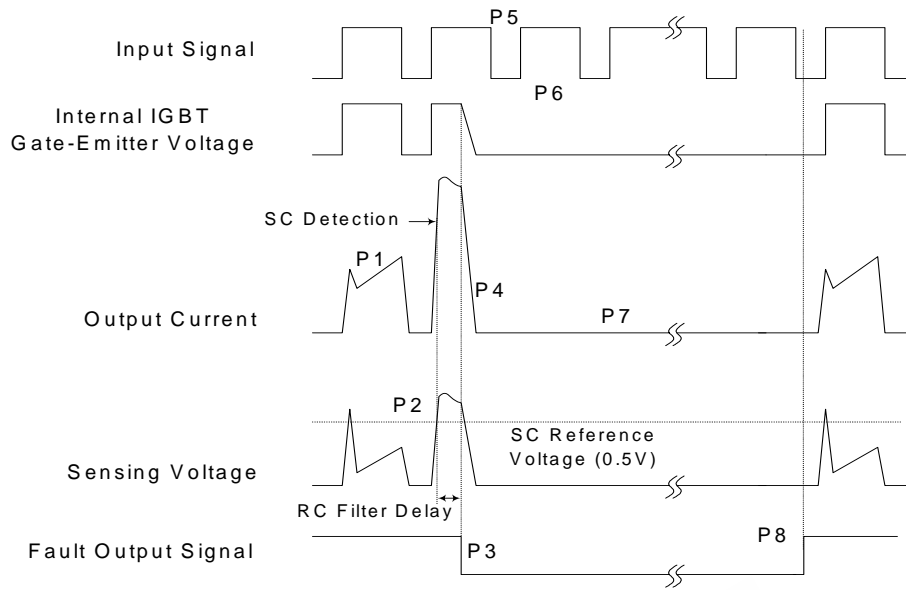 P5
Input Signal
P6
Internal IGBT
Gate-Emitter Voltage
SC Detection
P1
P4
Output Current
P7
P2
SC Reference
Voltage (0.5V)
Sensing Voltage
RC Filter Delay
P8
Fault Output Signal
P3